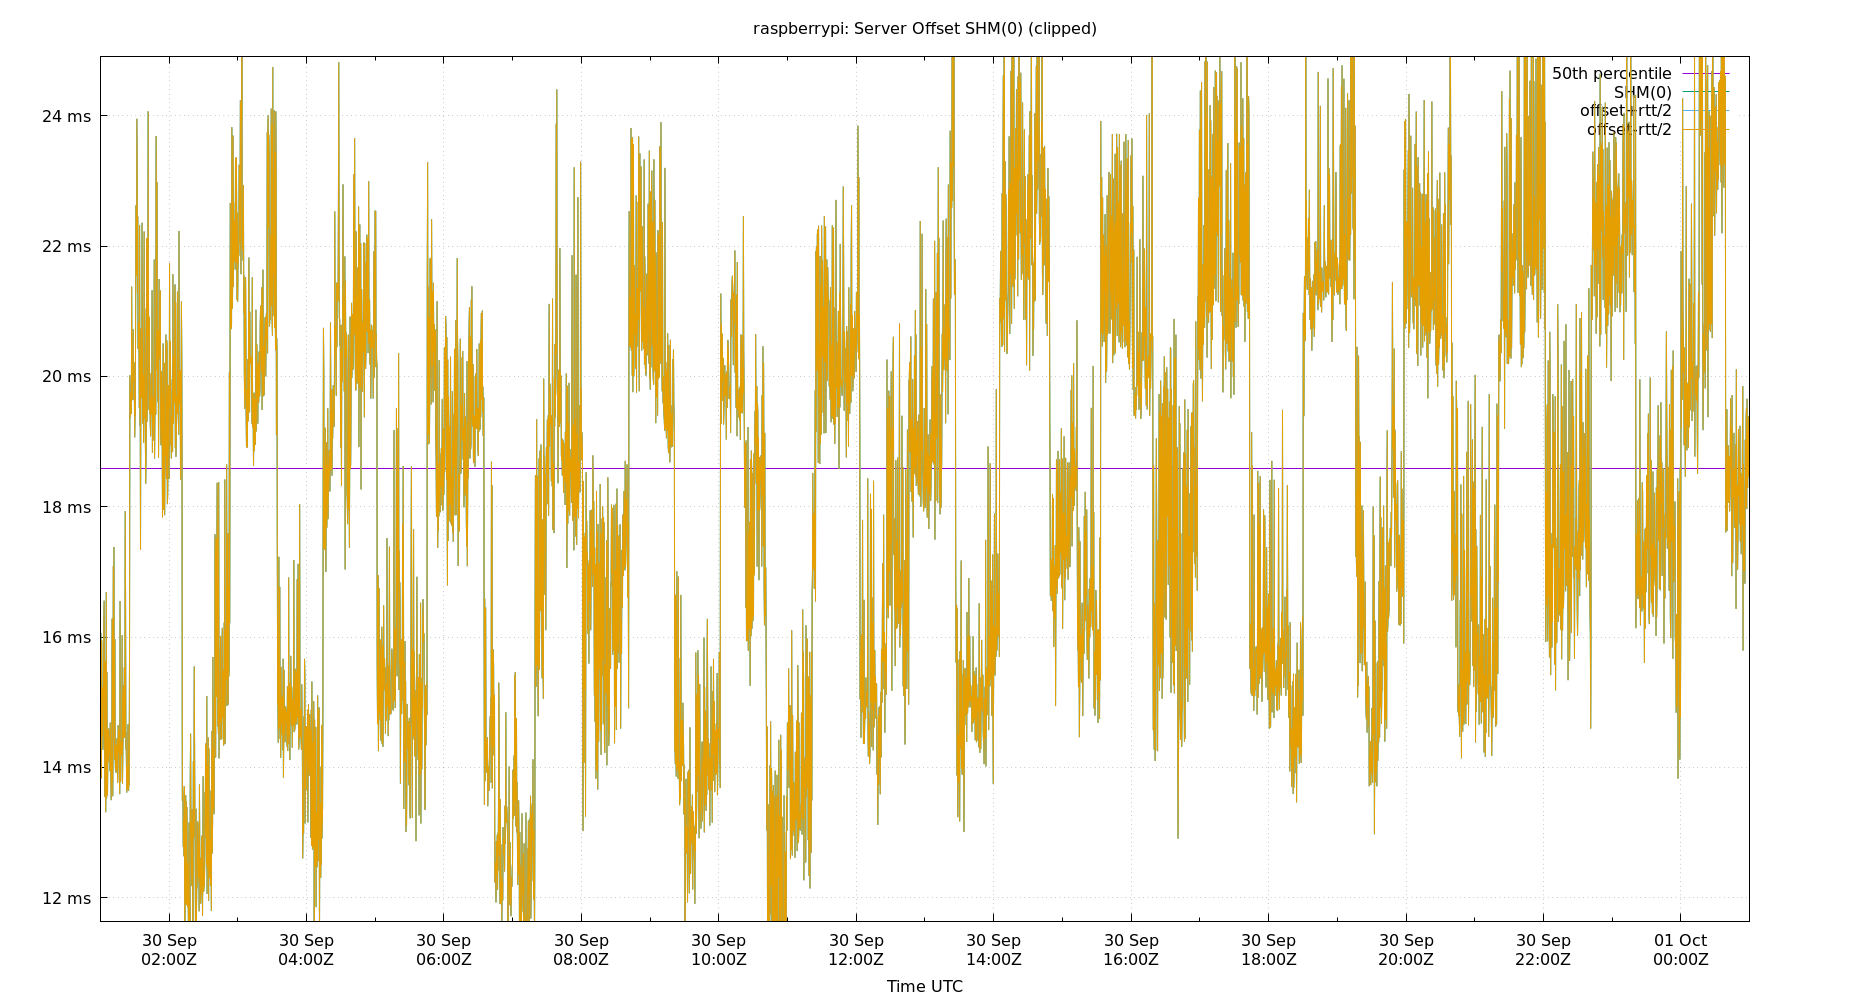 raspberrypi: Server Offset SHM(0) (clipped)
50th percentile
SHM(0)
offset+rtt/2
offset-rtt/2
24 ms
22 ms
20 ms
18 ms
16 ms
14 ms
12 ms
30 Sep 30 Sep 30 Sep 30 Sep 30 Sep 30 Sep 30 Sep 30 Sep 30 Sep 30 Sep 30 Sep 01 Oct
02:00Z 04:00Z 06:00Z 08:00Z 10:00Z 12:00Z 14:00Z 16:00Z 18:00Z 20:00Z 22:00Z 00:00Z
Time UTC